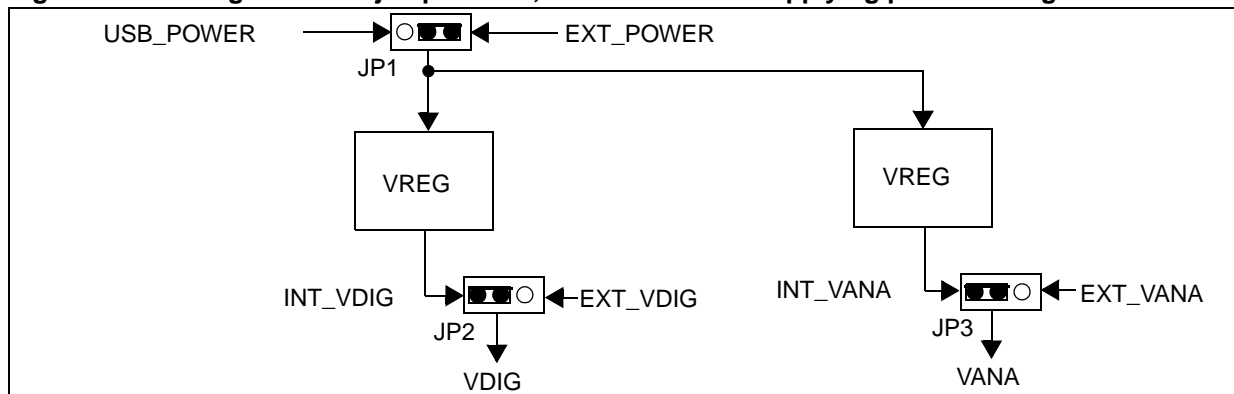 USB_POWER
EXT_POWER
JP1
VREG
VREG
INT_VDIG
EXT_VDIG
INT_VANA
EXT_VANA
JP2
JP3
VDIG
VANA